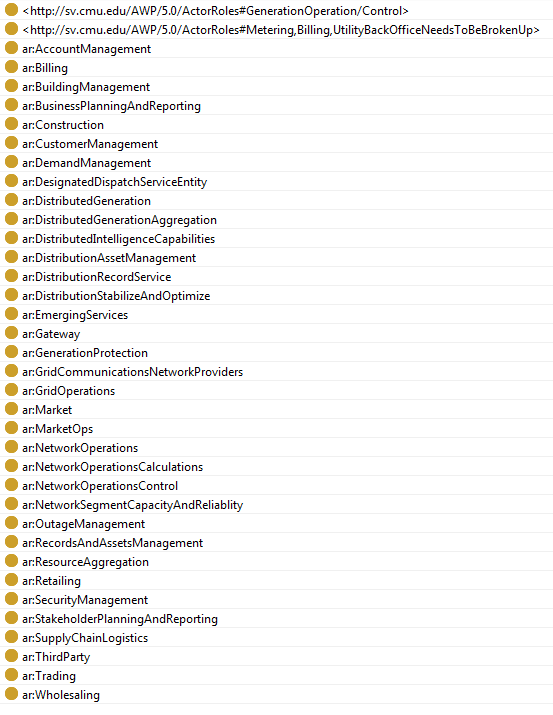 <http://sv.cmu.edu/AWP/5.0/ActorRoles#GenerationOperation/Control>
<http://sv.cmu.edu/AWP/5.0/ActorRoles#Metering,Billing,UtilityBackOfficeNeedsToBeBrokenUp>
ar:AccountManagement
ar:Billing
ar:BuildingManagement
ar:BusinessPlanningAndReporting
ar:Construction
ar:CustomerManagement
ar:DemandManagement
ar:DesignatedDispatchServiceEntity
ar:DistributedGeneration
ar:DistributedGenerationAggregation
ar:DistributedIntelligenceCapabilities
ar:DistributionAssetManagement
ar:DistributionRecordService
ar:DistributionStabilizeAndOptimize
ar:EmergingServices
ar:Gateway
ar:GenerationProtection
ar:GridCommunicationsNetworkProviders
ar:GridOperations
ar:Market
ar:MarketOps
ar:NetworkOperations
ar:NetworkOperationsCalculations
ar:NetworkOperationsControl
ar:NetworkSegmentCapacityAndReliablity
ar:OutageManagement
ar:RecordsAndAssetsManagement
ar:ResourceAggregation
ar:Retailing
ar:SecurityManagement
ar:StakeholderPlanningAndReporting
ar:SupplyChainLogistics
ar:ThirdParty
ar:Trading
ar:Wholesaling